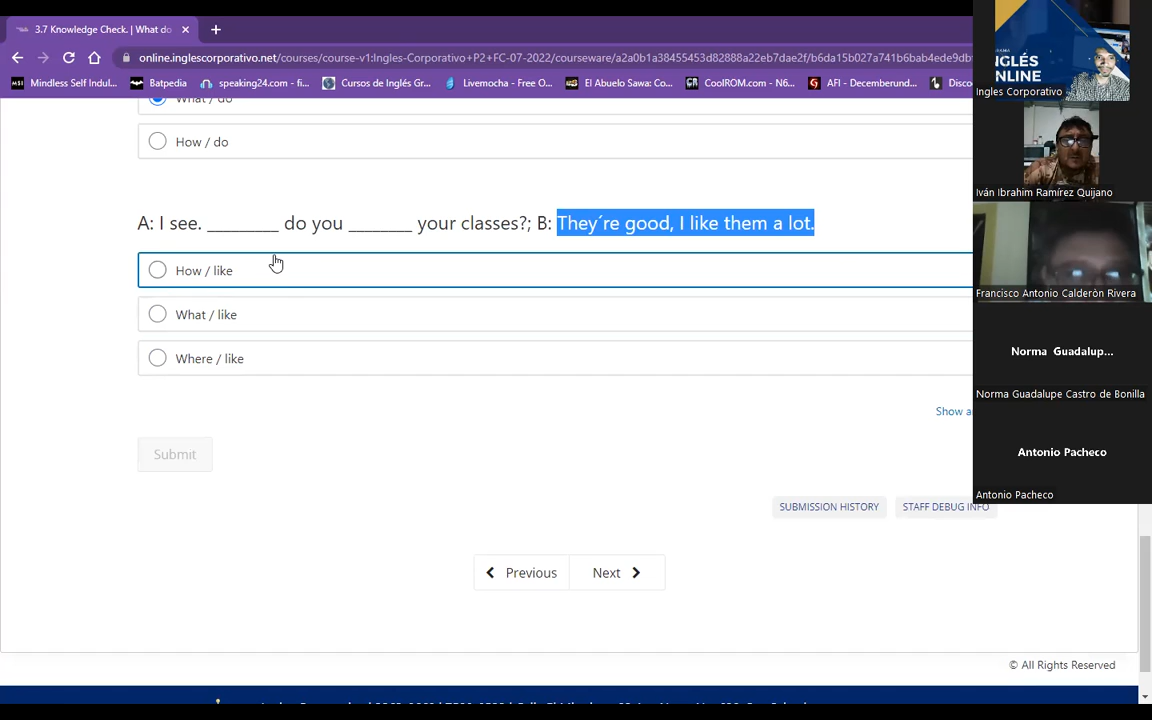 3.7 Knowledge Check. | What do
online.inglescorporativo.net/courses/course-v1:Ingles-Corporativo+P2+FC-07-2022/courseware/a2a0b1a38455453d82888a22eb7dae2f/b6da15b027a741b6bab4ede9db
Mindless Self Indul... Batpedia speaking24.com - fi... Cursos de Inglés Gr... Livemocha - Free O... El Abuelo Sawa: Co... CoolROM.com - N6... AFI - Decemberund... Disco
INGLÉS
ONLINE
Ingles Corporativo
What / do
How / do
Iván Ibrahim Ramírez Quijano
A: I see. _________ do you ________ your classes?; B: They´re good, I like them a lot.
How / like
Francisco Antonio Calderòn Rivera
What / like
Where / like
Norma Guadalup...
Norma Guadalupe Castro de Bonilla
Show a
Submit
Antonio Pacheco
Antonio Pacheco
SUBMISSION HISTORY STAFF DEBUG INFO
Previous Next
© All Rights Reserved